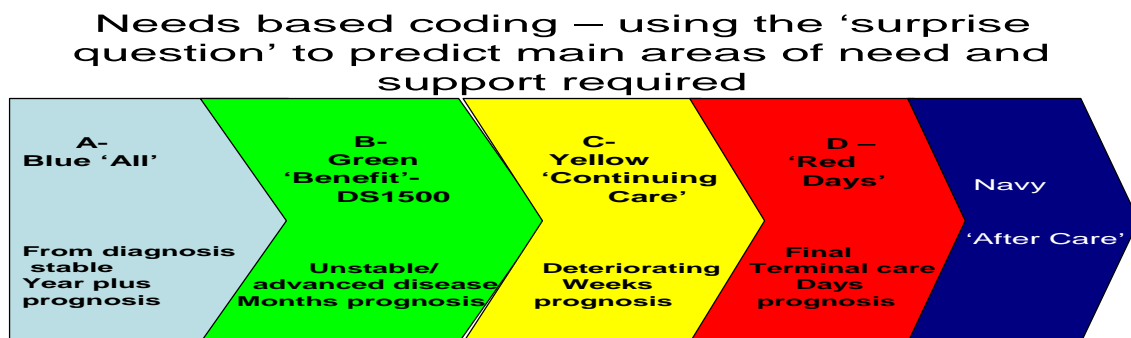 Needs based coding – using the ‘surprise
question’ to predict main areas of need and
support required
A-
Blue ‘All’
From diagnosis
stable
Year plus
prognosis
B-
Green
‘Benefit’-
DS1500
Unstable/
advanced disease
Months prognosis
C-
Yellow
‘Continuing
Care’
Deteriorating
Weeks
prognosis
D –
‘Red
Days’
Final
Terminal care
Days
prognosis
Navy
‘After Care’